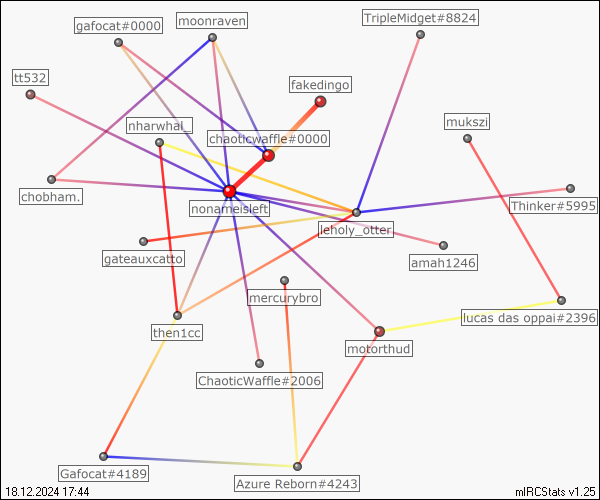 TripleMidget#8824
moonraven
gafocat#0000
tt532
fakedingo
mukszi
nharwhal_
chaoticwaffle#0000
chobham.
nonameisleft
Thinker#5995
leholy_otter
gateauxcatto
amah1246
mercurybro
lucas das oppai#2396
then1cc
motorthud
ChaoticWaffle#2006
Gafocat#4189
Azure Reborn#4243
18.12.2024 17:44
mIRCStats v1.25